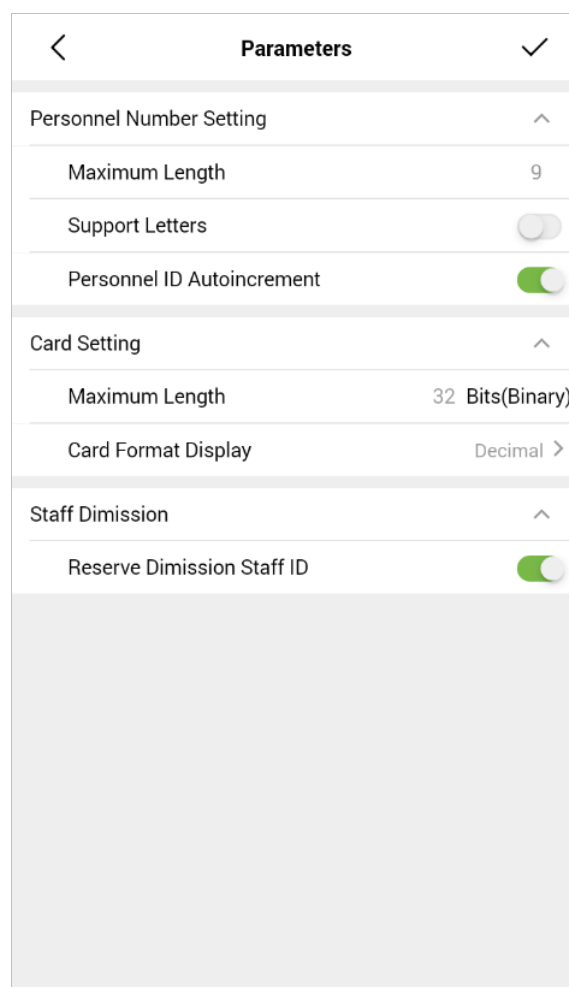 Parameters
Personnel Number Setting
Maximum Length 9
Support Letters
Personnel ID Autoincrement
Card Setting
Maximum Length 32 Bits(Binary)
Card Format Display Decimal
Staff Dimission
Reserve Dimission Staff ID